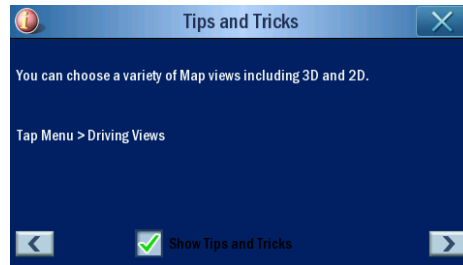 Tips and Tricks
You can choose a variety of Map views including 3D and 2D.
Tap Menu > Driving Views
Show Tips and Tricks